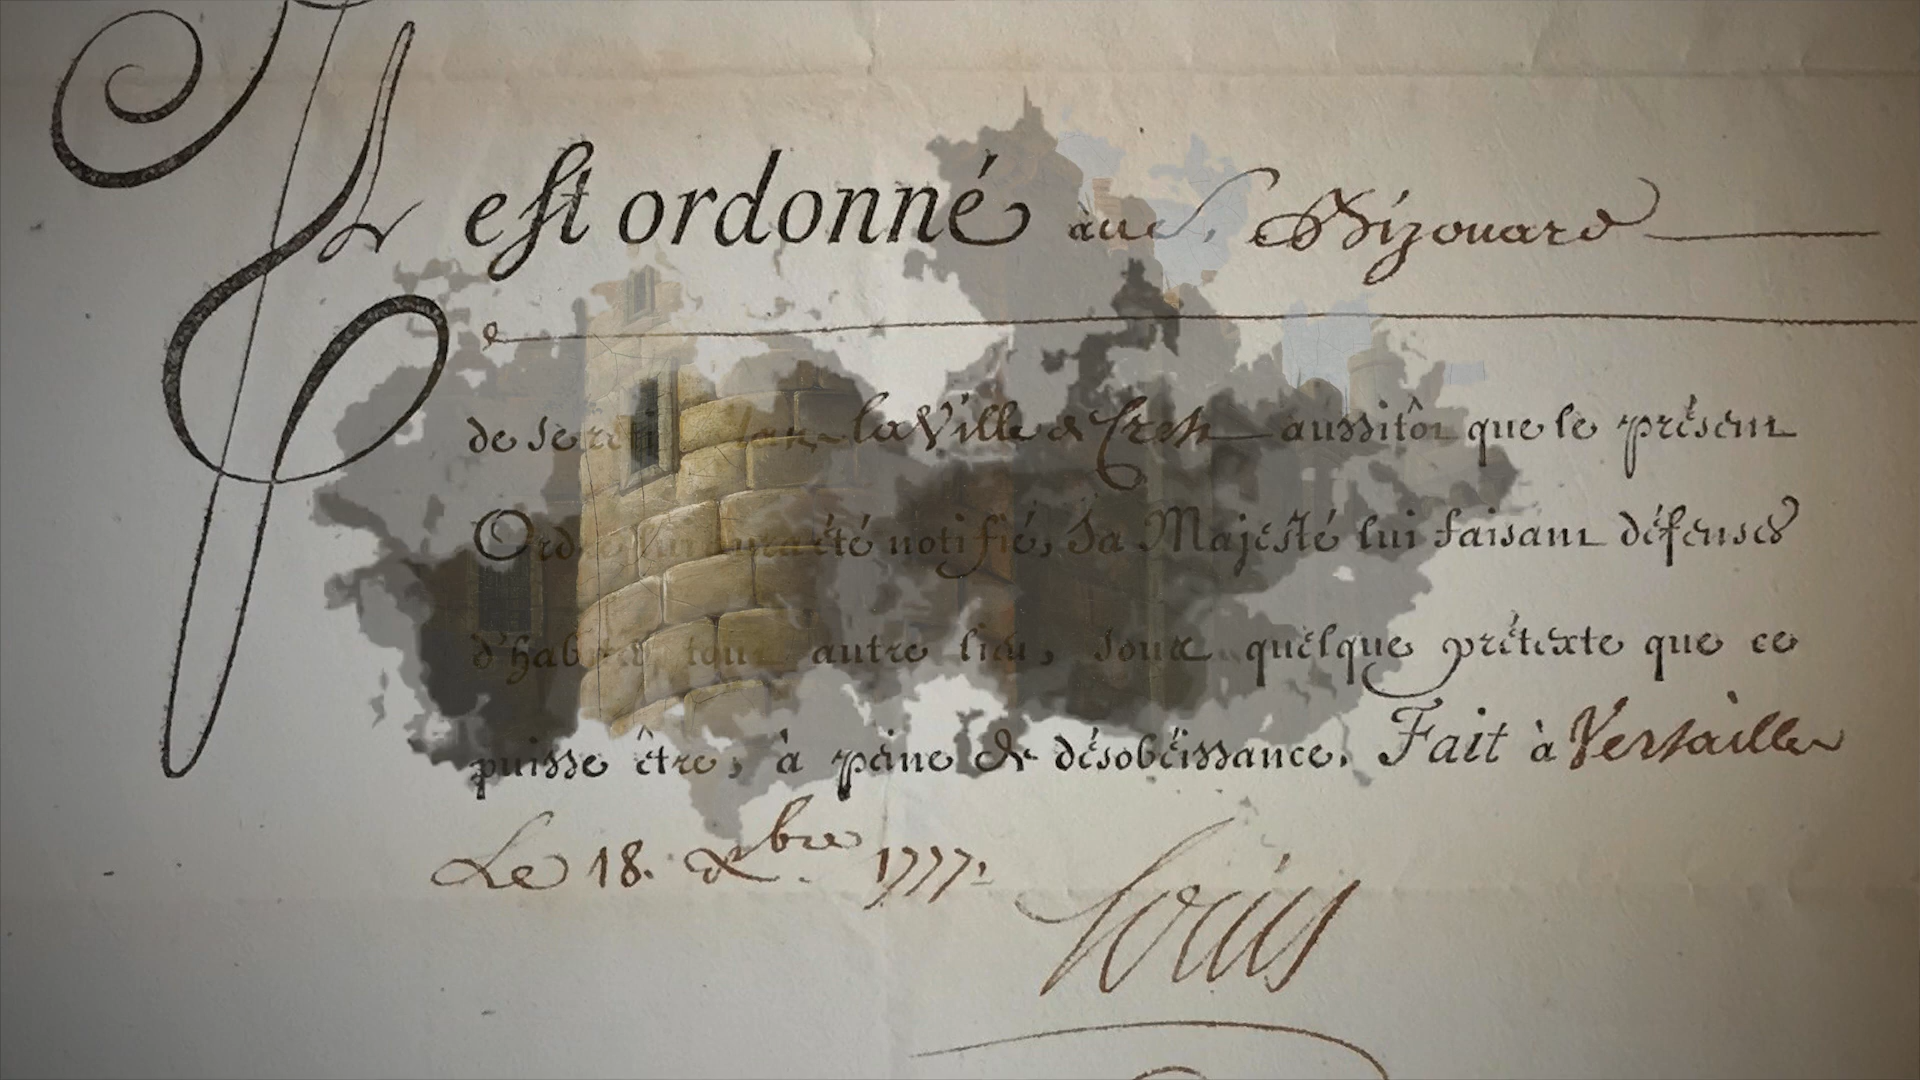 Il est ordonné au S. Bizouard
de se retirer dans la Ville de Crest aussitôt que le présent
Ordre lui aura été notifié, Sa Majesté lui faisant défenses
d'habiter tout autre lieu, sous quelque prétexte que ce
puisse être, à peine de désobéissance. Fait à Versailles
Le 18. Xbre 1777.
Louis